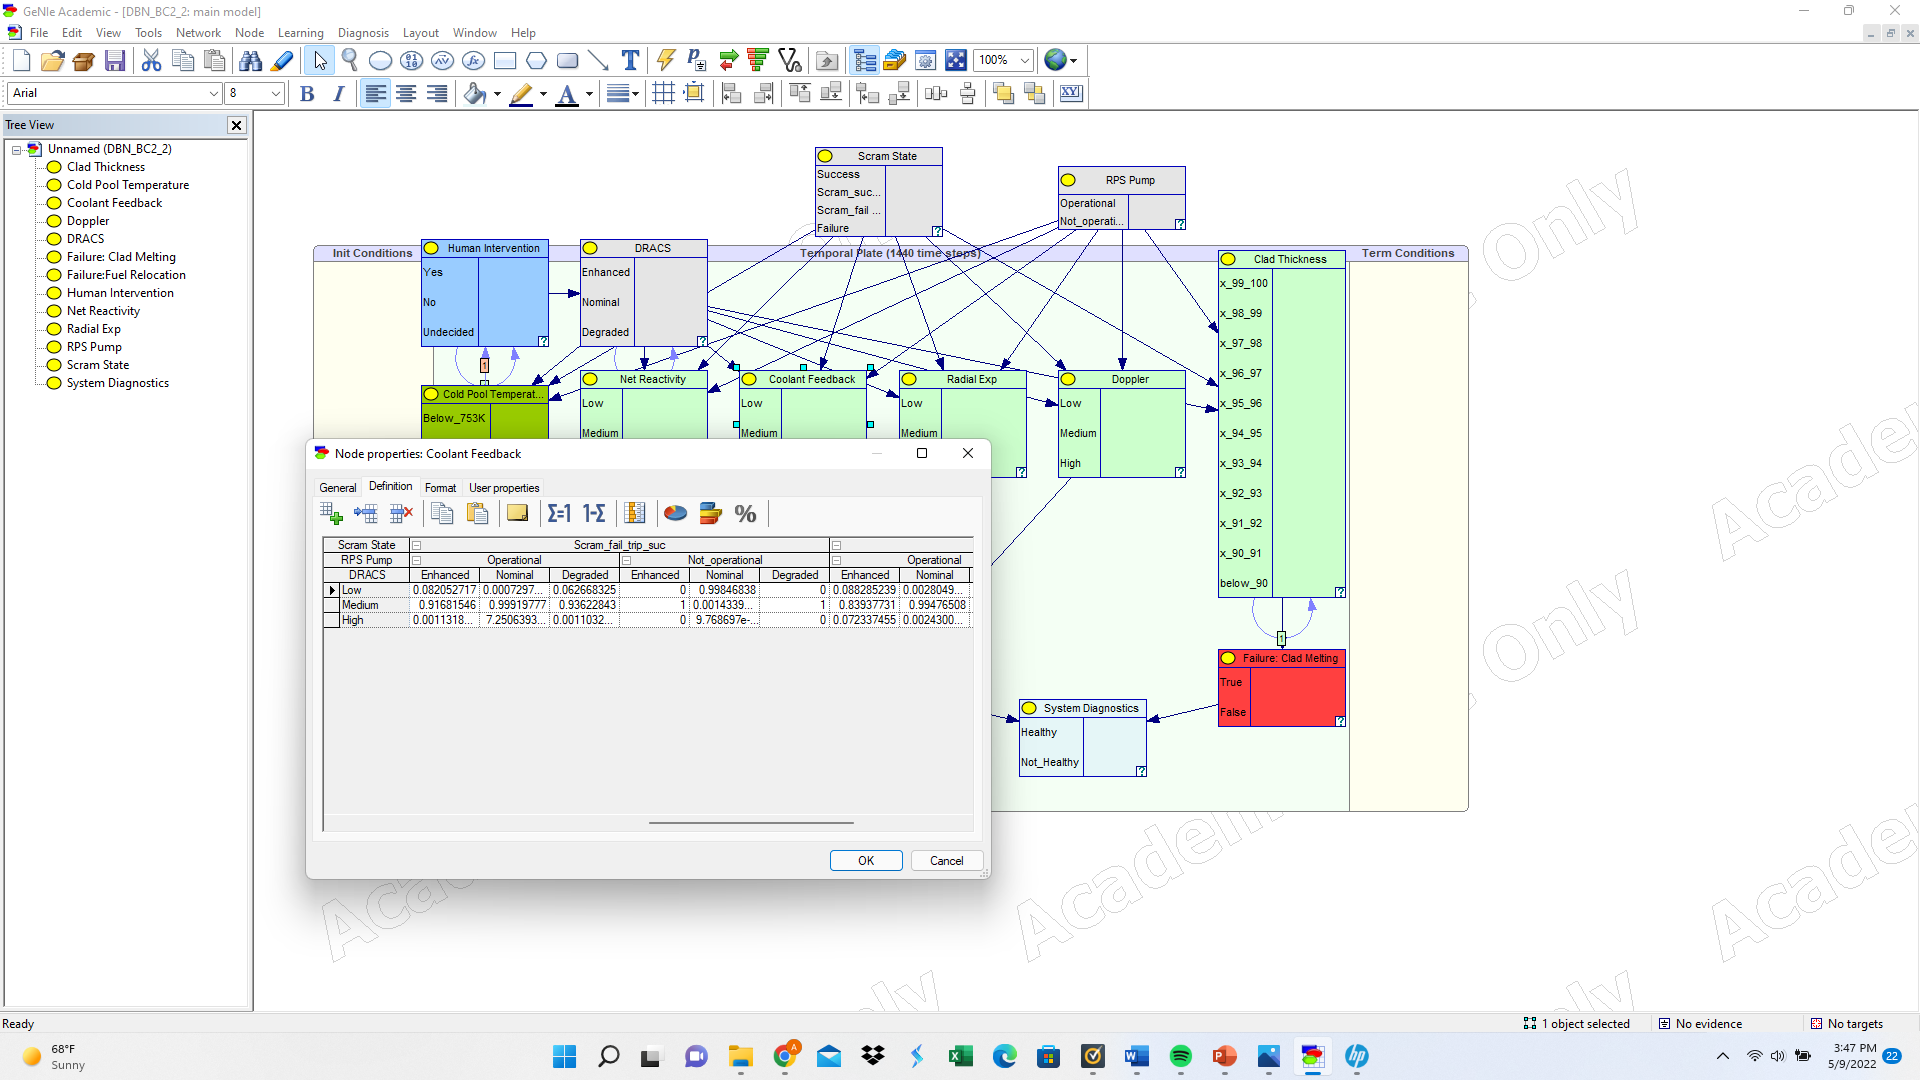 GeNIe Academic - [DBN_BC2_2: main model]
File Edit View Tools Network Node Learning Diagnosis Layout Window Help
100%
Arial 8 B I A XY
Tree View
Unnamed (DBN_BC2_2)
Clad Thickness
Cold Pool Temperature
Coolant Feedback
Doppler
DRACS
Failure: Clad Melting
Failure:Fuel Relocation
Human Intervention
Net Reactivity
Radial Exp
RPS Pump
Scram State
System Diagnostics
Scram State
Success
Scram_suc...
Scram_fail ...
Failure
RPS Pump
Operational
Not_operati...
Init Conditions
Temporal Plate (1440 time steps)
Term Conditions
Human Intervention
Yes
No
Undecided
DRACS
Enhanced
Nominal
Degraded
1
Cold Pool Temperat...
Below_753K
Net Reactivity
Low
Medium
Coolant Feedback
Low
Medium
Radial Exp
Low
Medium
Doppler
Low
Medium
High
Clad Thickness
x_99_100
x_98_99
x_97_98
x_96_97
x_95_96
x_94_95
x_93_94
x_92_93
x_91_92
x_90_91
below_90
1
Failure: Clad Melting
True
False
System Diagnostics
Healthy
Not_Healthy
Node properties: Coolant Feedback
General Definition Format User properties
Σ=1 1-Σ %
Scram State Scram_fail_trip_suc
RPS Pump Operational Not_operational Operational
DRACS Enhanced Nominal Degraded Enhanced Nominal Degraded Enhanced Nominal
Low 0.082052717 0.0007297... 0.062668325 0 0.99846838 0 0.088285239 0.0028049...
Medium 0.91681546 0.99919777 0.93622843 1 0.0014339... 1 0.83937731 0.99476508
High 0.0011318... 7.2506393... 0.0011032... 0 9.768697e-... 0 0.072337455 0.0024300...
OK Cancel
Academic Only
Ready
1 object selected No evidence No targets
68°F
Sunny
3:47 PM
5/9/2022
22